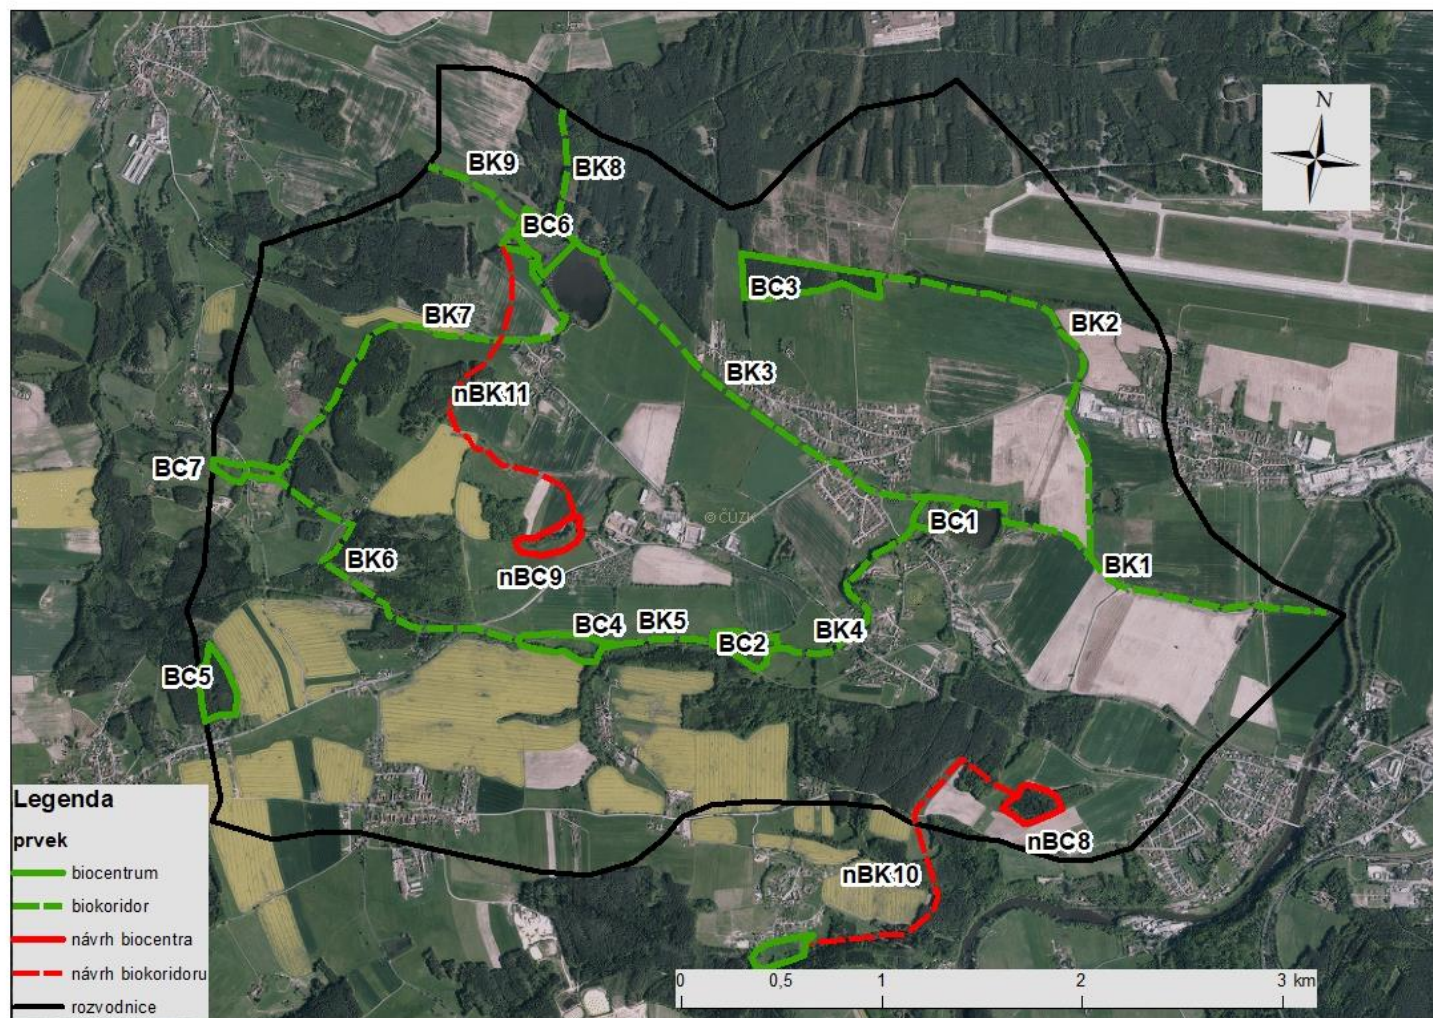 N
BK9
BK8
BC6
BC3
BK7
BK2
BK3
nBK11
BC7
© ČÚZK
BC1
BK6
nBC9
BK1
BC4
BK5
BC2
BK4
BC5
Legenda
prvek
biocentrum
biokoridor
návrh biocentra
návrh biokoridoru
rozvodnice
nBC8
nBK10
0 0,5 1 2 3 km